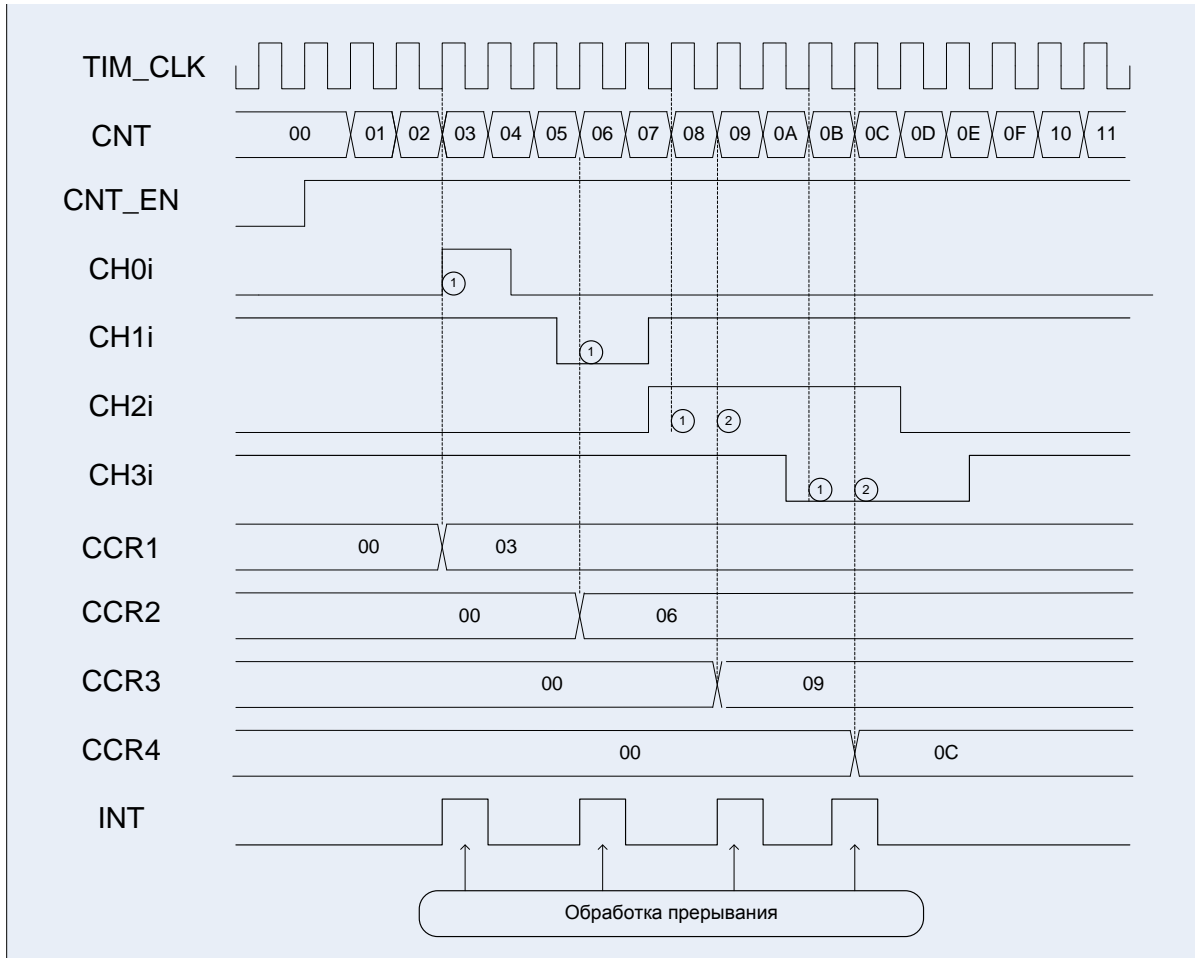 TIM_CLK
CNT 00 01 02 03 04 05 06 07 08 09 0A 0B 0C 0D 0E 0F 10 11
CNT_EN
CH0i 1
CH1i 1
CH2i 1 2
CH3i 1 2
CCR1 00 03
CCR2 00 06
CCR3 00 09
CCR4 00 0C
INT
Обработка прерывания